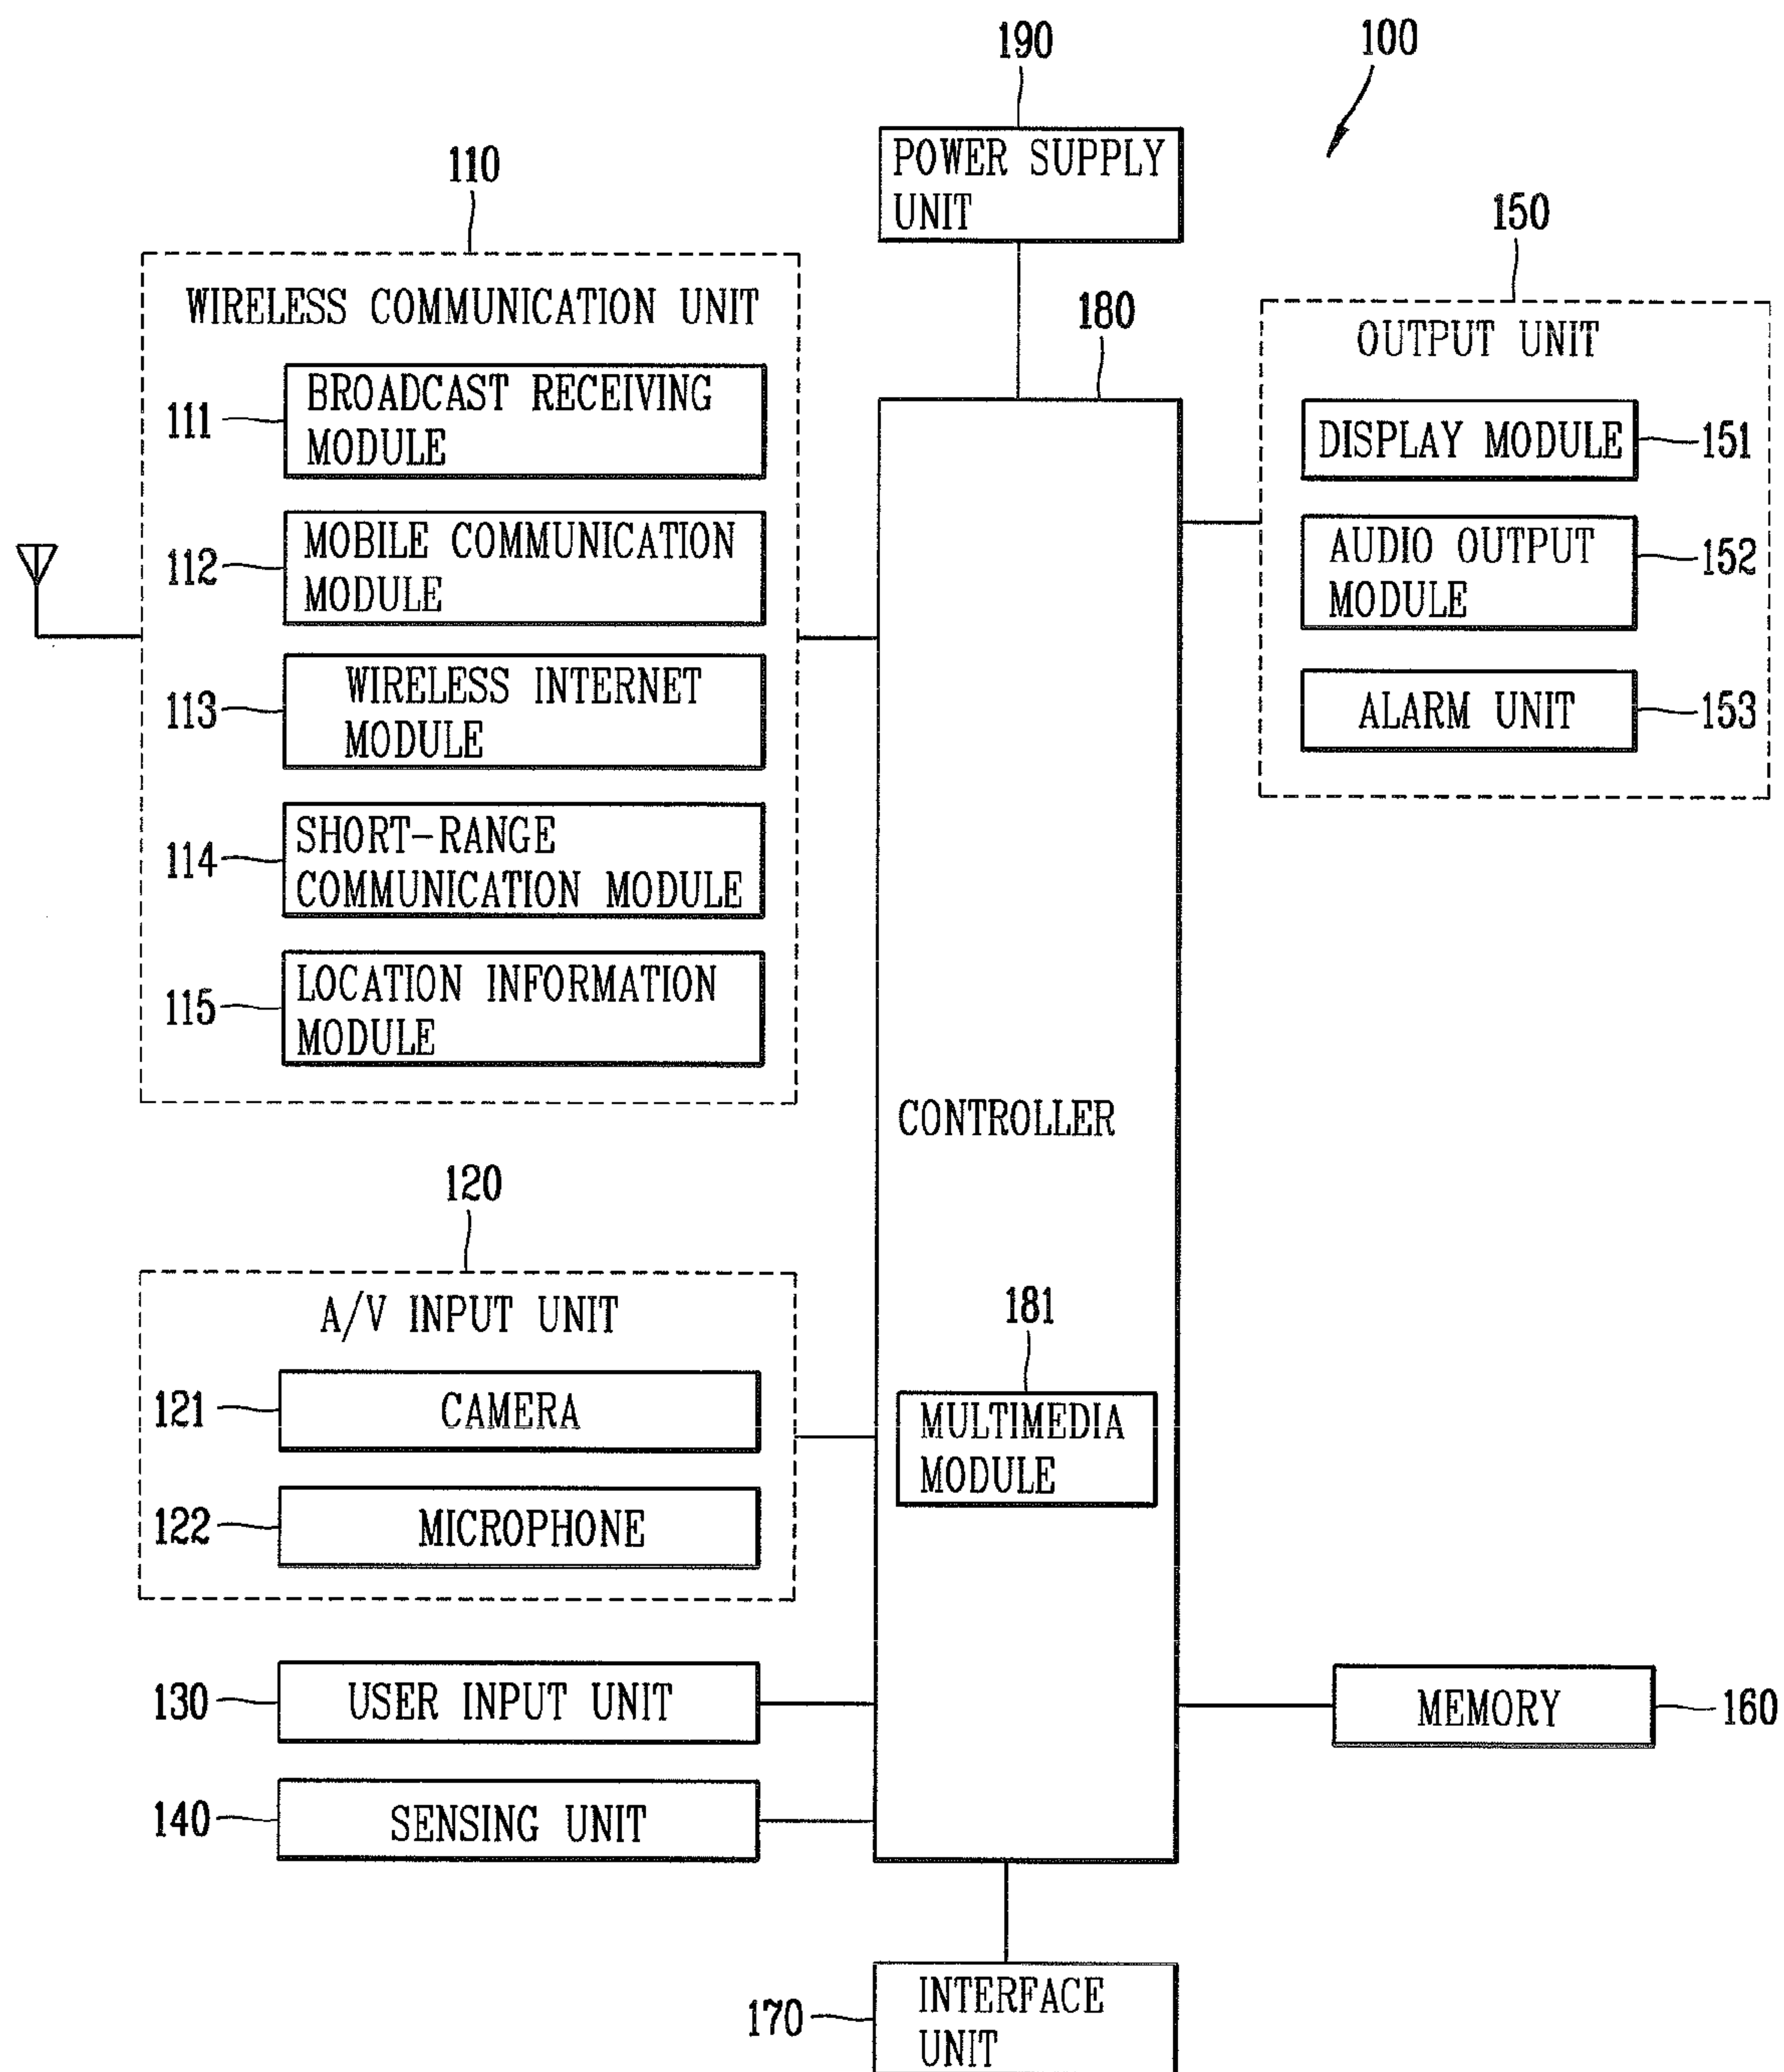 190
100
POWER SUPPLY
UNIT
110
WIRELESS COMMUNICATION UNIT
111
BROADCAST RECEIVING
MODULE
112
MOBILE COMMUNICATION
MODULE
113
WIRELESS INTERNET
MODULE
114
SHORT-RANGE
COMMUNICATION MODULE
115
LOCATION INFORMATION
MODULE
180
CONTROLLER
181
MULTIMEDIA
MODULE
150
OUTPUT UNIT
DISPLAY MODULE
151
AUDIO OUTPUT
MODULE
152
ALARM UNIT
153
120
A/V INPUT UNIT
121
CAMERA
122
MICROPHONE
130
USER INPUT UNIT
140
SENSING UNIT
MEMORY
160
170
INTERFACE
UNIT